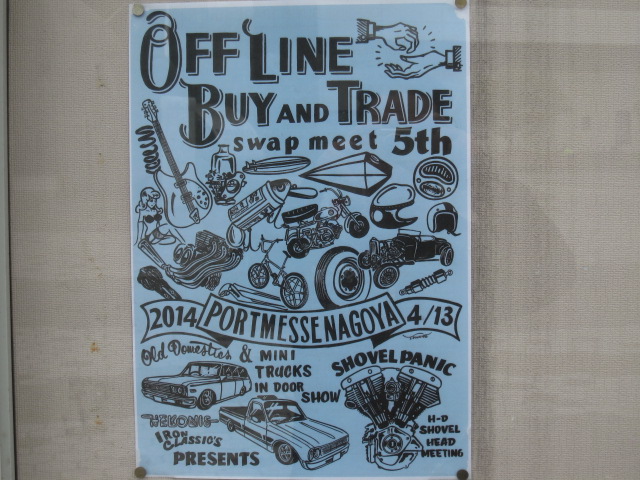 OFF LINE
BUY AND TRADE
swap meet 5th
2014 PORTMESSE NAGOYA 4/13
Old Domestics & MINI
TRUCKS
IN DOOR
SHOW
SHOVEL PANIC
H-D
SHOVEL
HEAD
MEETING
IRON
CLASSIC'S
PRESENTS